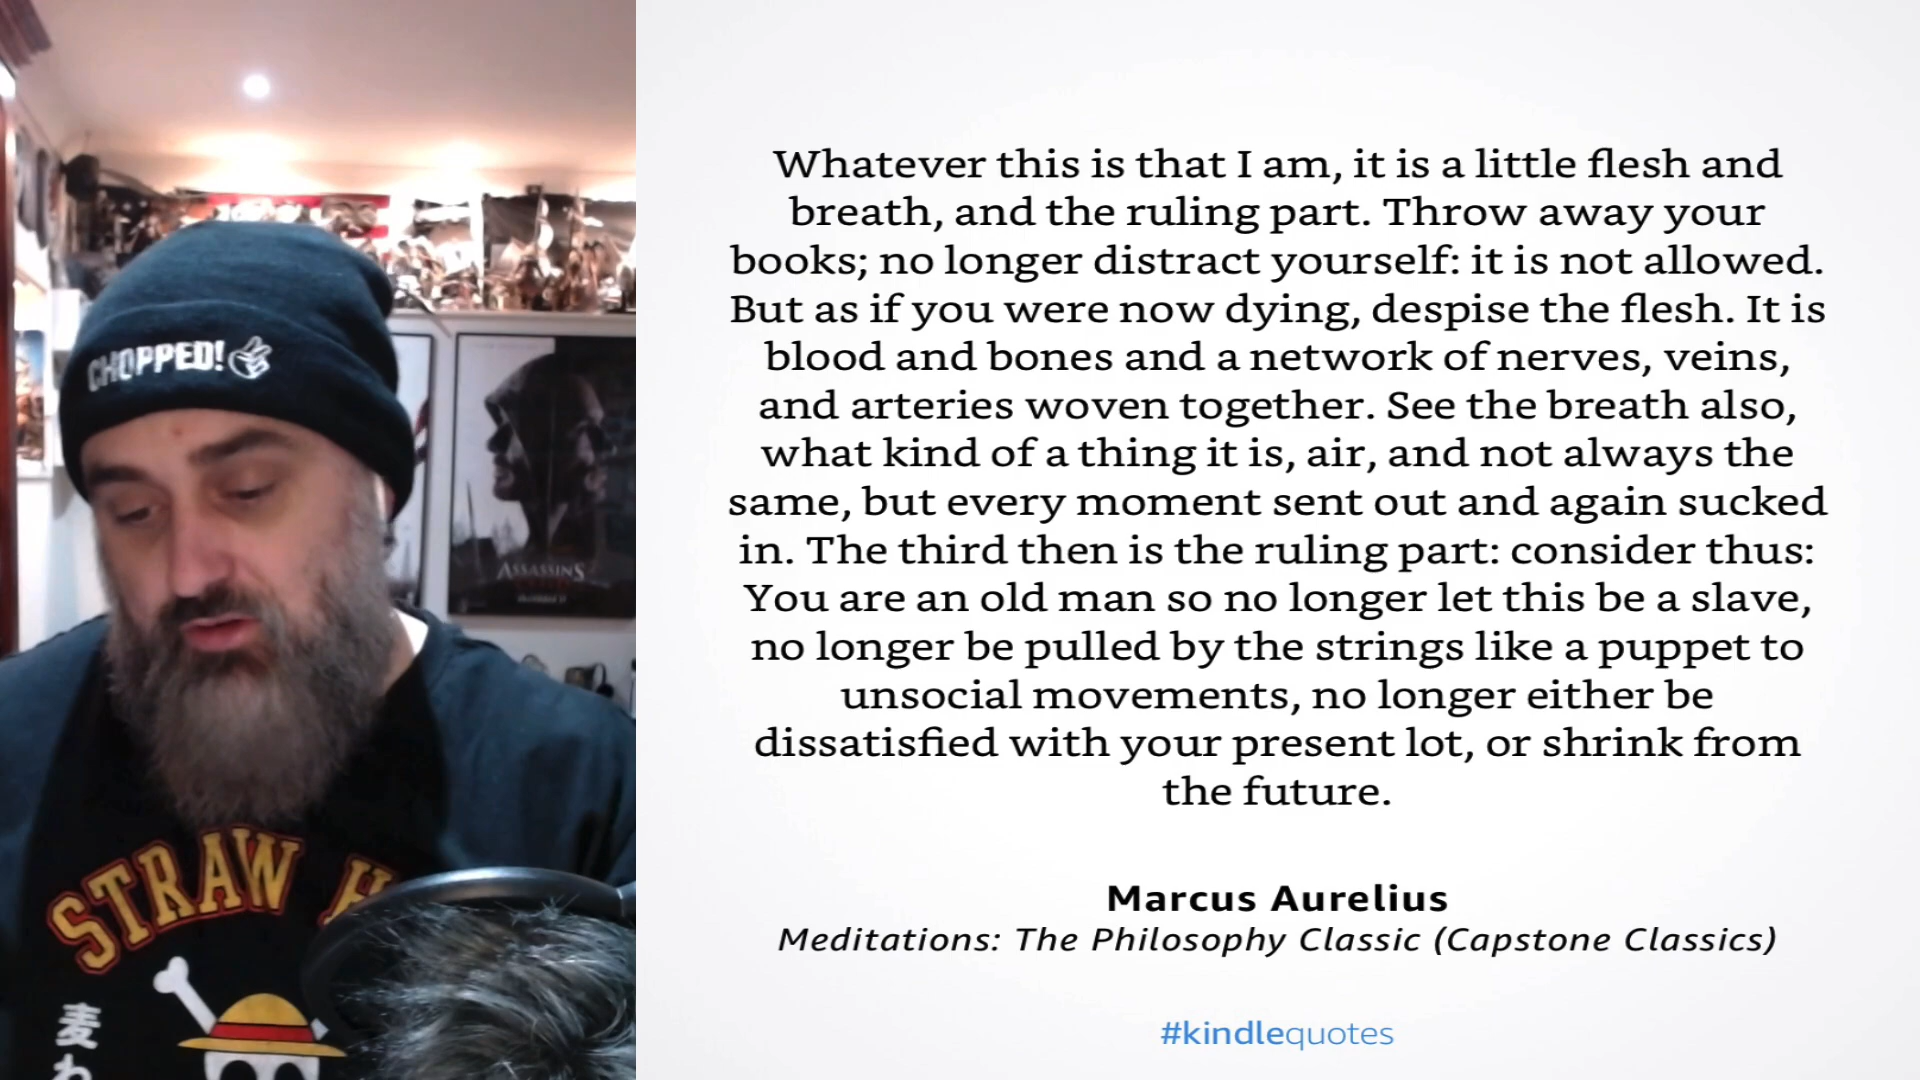 CHOPPED!
ASSASSIN'S
STRAW H
麦
わ
Whatever this is that I am, it is a little flesh and
breath, and the ruling part. Throw away your
books; no longer distract yourself: it is not allowed.
But as if you were now dying, despise the flesh. It is
blood and bones and a network of nerves, veins,
and arteries woven together. See the breath also,
what kind of a thing it is, air, and not always the
same, but every moment sent out and again sucked
in. The third then is the ruling part: consider thus:
You are an old man so no longer let this be a slave,
no longer be pulled by the strings like a puppet to
unsocial movements, no longer either be
dissatisfied with your present lot, or shrink from
the future.
Marcus Aurelius
Meditations: The Philosophy Classic (Capstone Classics)
#kindlequotes